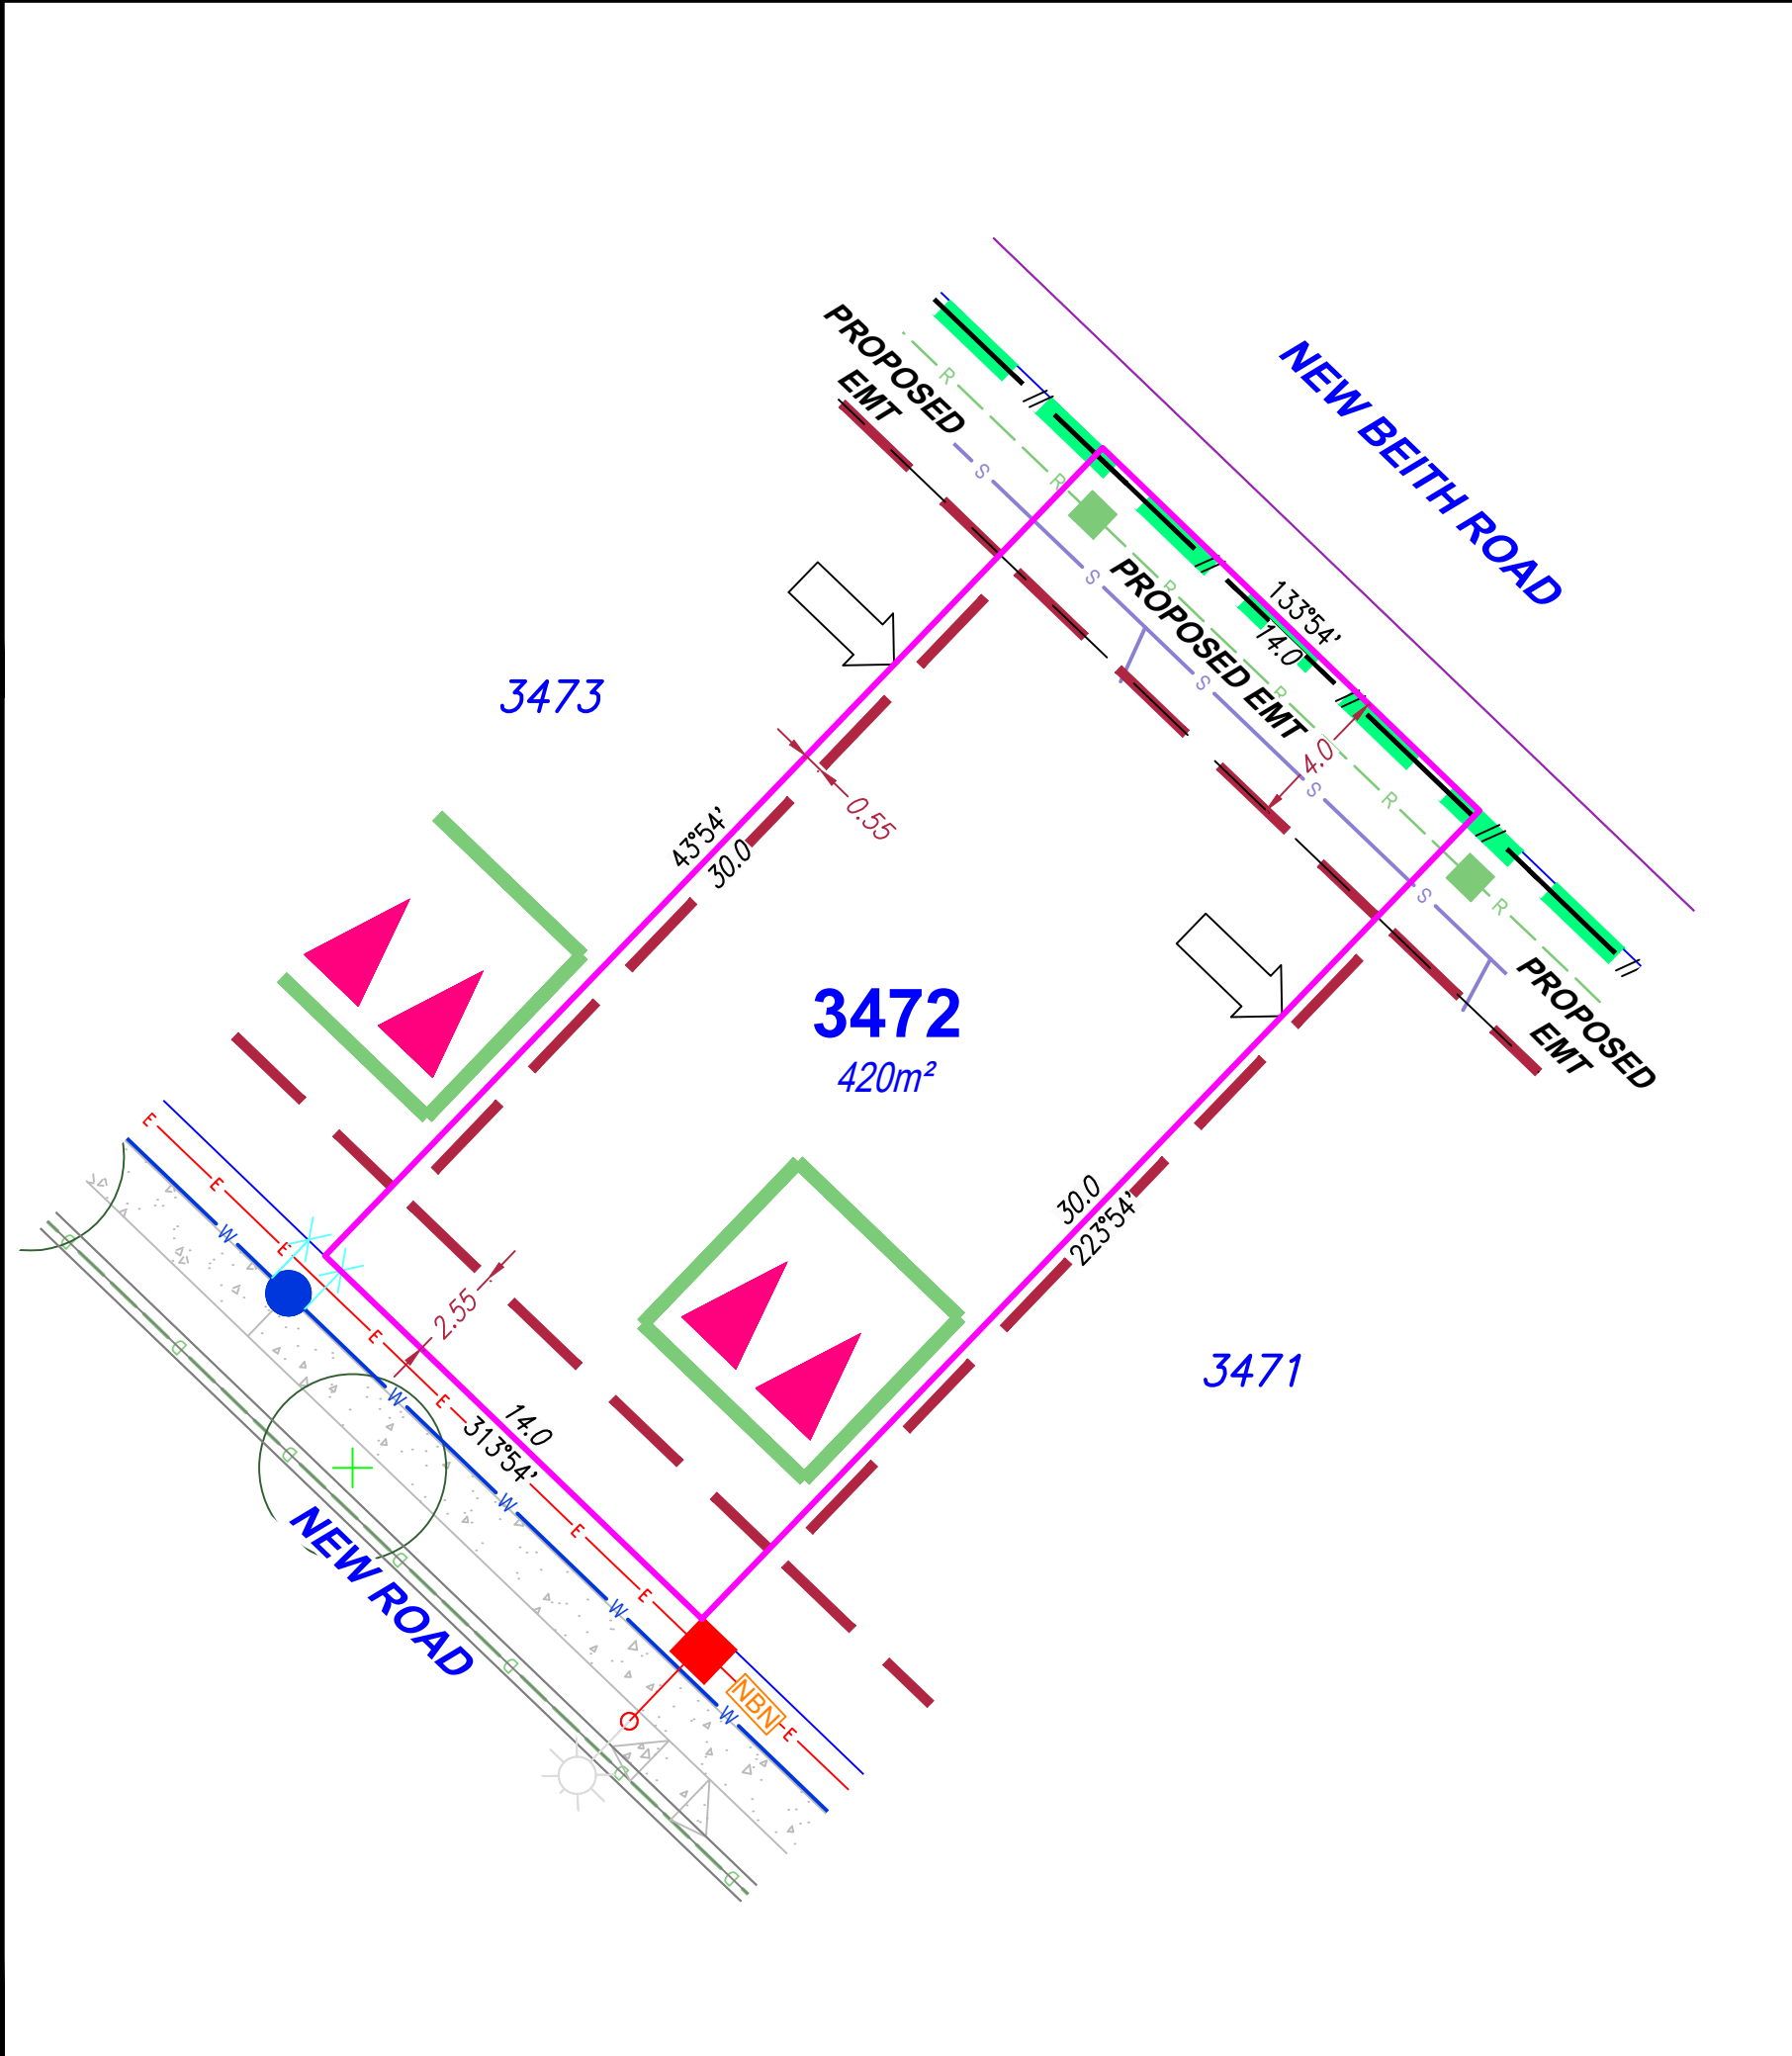 NEW BEITH ROAD
PROPOSED
EMT
R
R
S
S
R
133°54'
14.0
PROPOSED EMT
S
R
4.0
S
R
S
R
PROPOSED
EMT
3473
0.55
43°54'
30.0
3472
420m²
30.0
223°54'
3471
E
E
E
W
E
2.55
W
E
14.0
313°54'
W
E
E
W
NBN
E
W
D
D
D
D
D
D
D
NEW ROAD